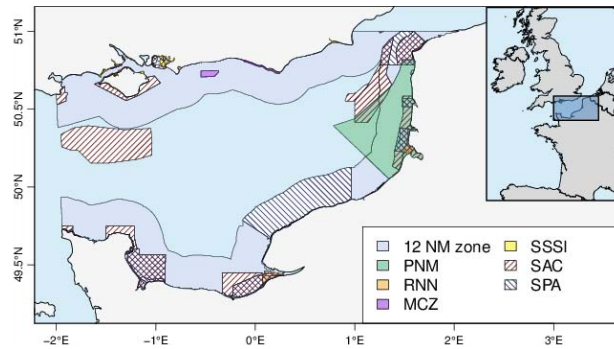 51°N
50.5°N
50°N
49.5°N
12 NM zone
PNM
RNN
MCZ
SSSI
SAC
SPA
-2°E
-1°E
0°E
1°E
2°E
3°E